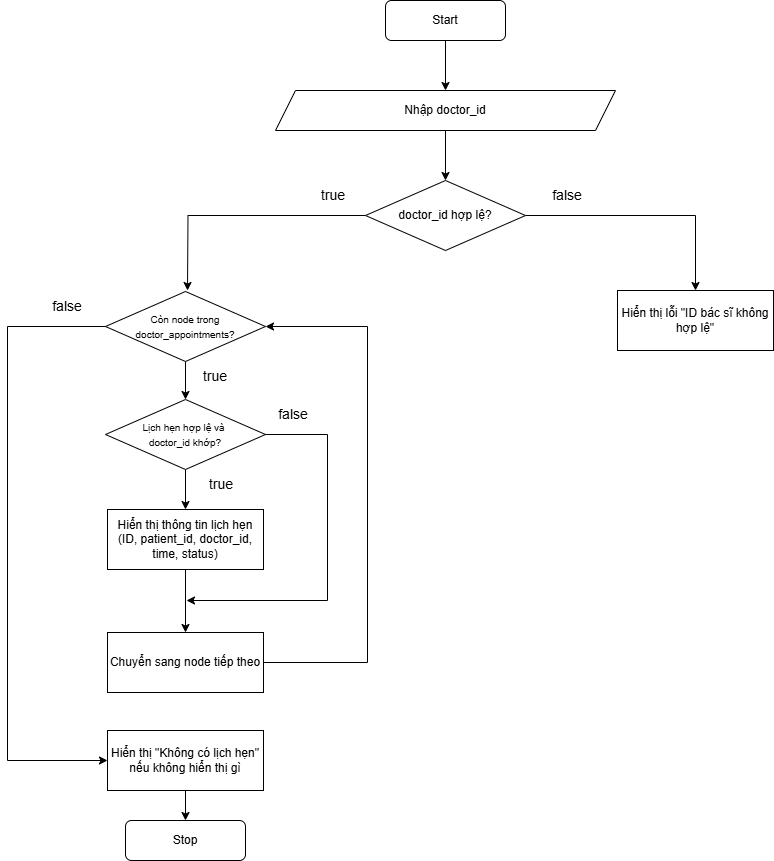 Start
Nhập doctor_id
true
false
doctor_id hợp lệ?
false
Còn node trong
doctor_appointments?
Hiển thị lỗi "ID bác sĩ không
hợp lệ"
true
Lịch hẹn hợp lệ và
doctor_id khớp?
false
true
Hiển thị thông tin lịch hẹn
(ID, patient_id, doctor_id,
time, status)
Chuyển sang node tiếp theo
Hiển thị "Không có lịch hẹn"
nếu không hiển thị gì
Stop